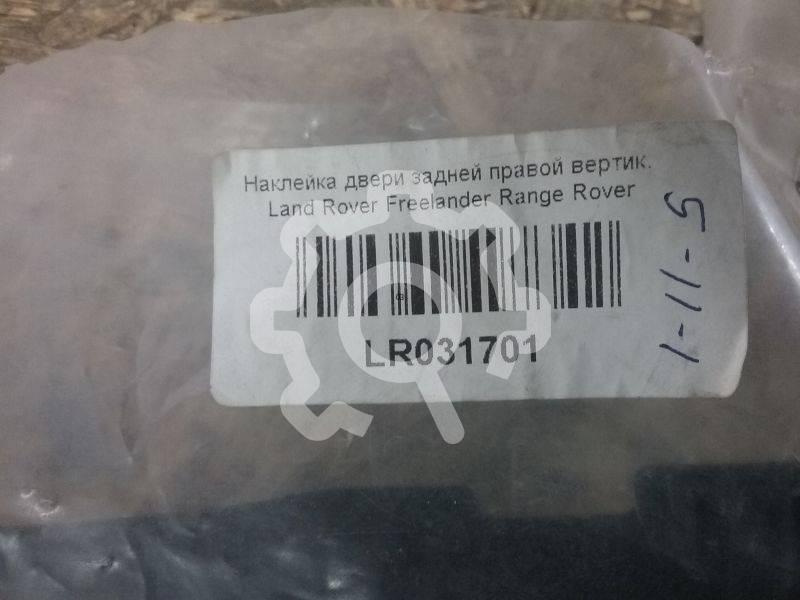 Наклейка двери задней правой вертик.
Land Rover Freelander Range Rover
LR031701
5-11-1